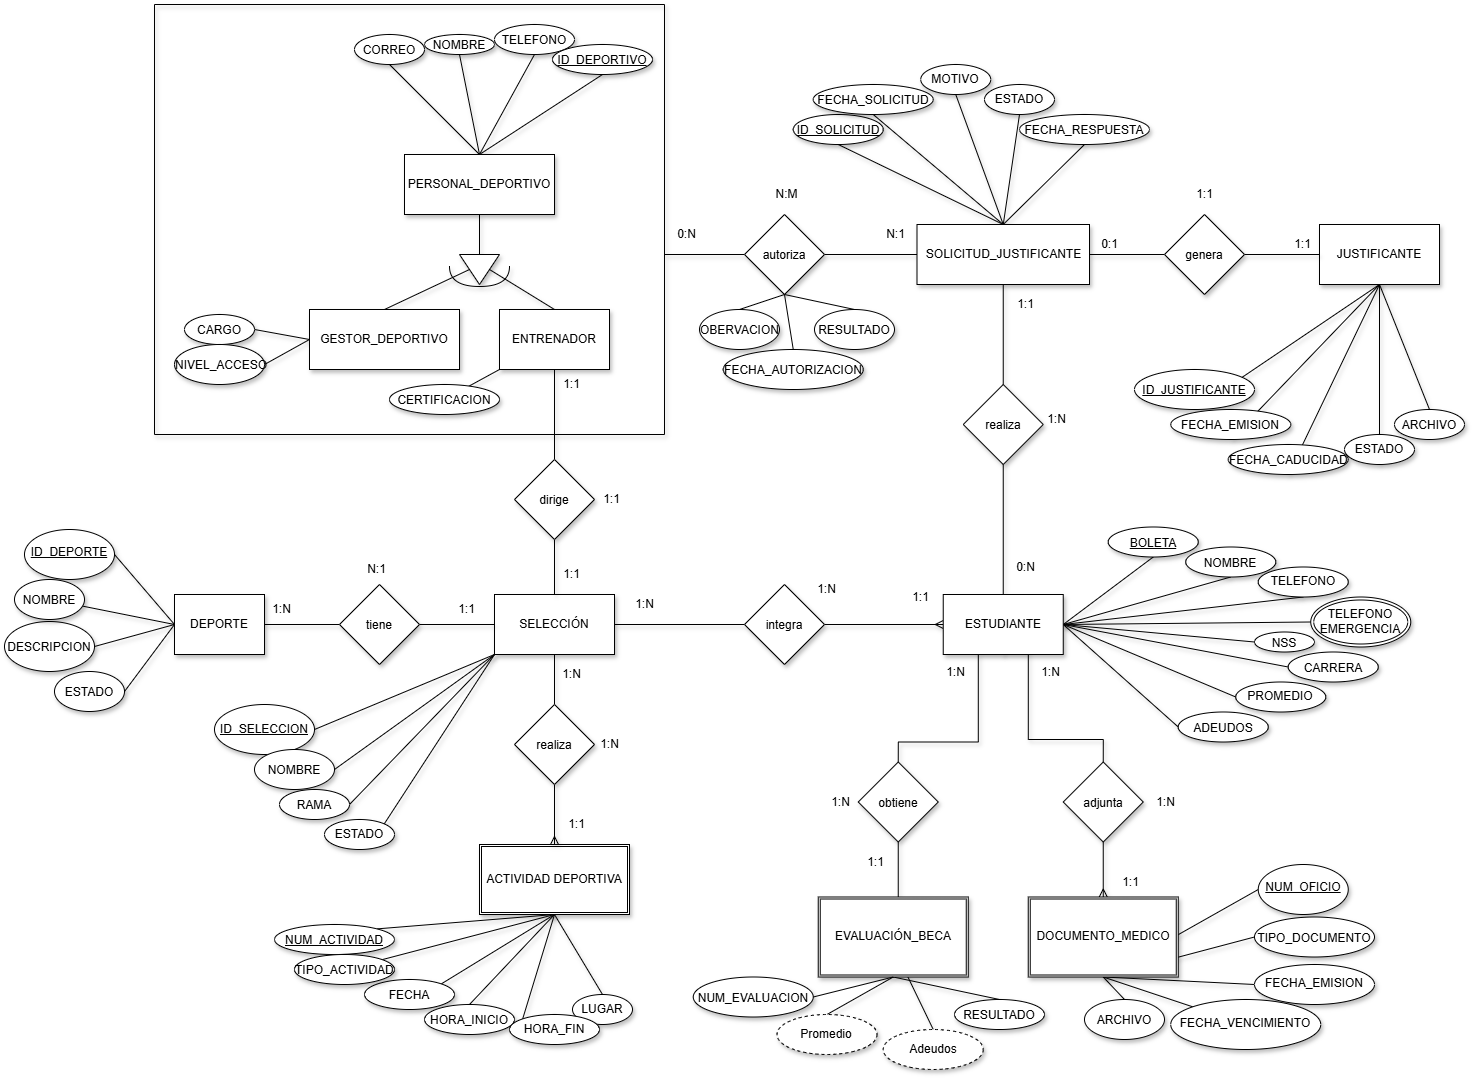 CORREO
NOMBRE
TELEFONO
ID_DEPORTIVO
PERSONAL_DEPORTIVO
CARGO
NIVEL_ACCESO
GESTOR_DEPORTIVO
ENTRENADOR
CERTIFICACION
1:1
0:N
N:M
autoriza
N:1
OBERVACION
RESULTADO
FECHA_AUTORIZACION
MOTIVO
FECHA_SOLICITUD
ESTADO
ID_SOLICITUD
FECHA_RESPUESTA
SOLICITUD_JUSTIFICANTE
0:1
1:1
genera
1:1
JUSTIFICANTE
ID_JUSTIFICANTE
FECHA_EMISION
FECHA_CADUCIDAD
ESTADO
ARCHIVO
1:1
realiza
1:N
0:N
dirige
1:1
1:1
ID_DEPORTE
NOMBRE
DESCRIPCION
ESTADO
DEPORTE
1:N
N:1
tiene
1:1
SELECCIÓN
1:N
integra
1:N
1:1
ESTUDIANTE
BOLETA
NOMBRE
TELEFONO
TELEFONO
EMERGENCIA
NSS
CARRERA
PROMEDIO
ADEUDOS
ID_SELECCION
NOMBRE
RAMA
ESTADO
1:N
realiza
1:N
1:1
ACTIVIDAD DEPORTIVA
NUM_ACTIVIDAD
TIPO_ACTIVIDAD
FECHA
HORA_INICIO
HORA_FIN
LUGAR
1:N
1:N
1:N
obtiene
1:1
adjunta
1:N
1:1
EVALUACIÓN_BECA
NUM_EVALUACION
Promedio
Adeudos
RESULTADO
DOCUMENTO_MEDICO
NUM_OFICIO
TIPO_DOCUMENTO
FECHA_EMISION
FECHA_VENCIMIENTO
ARCHIVO